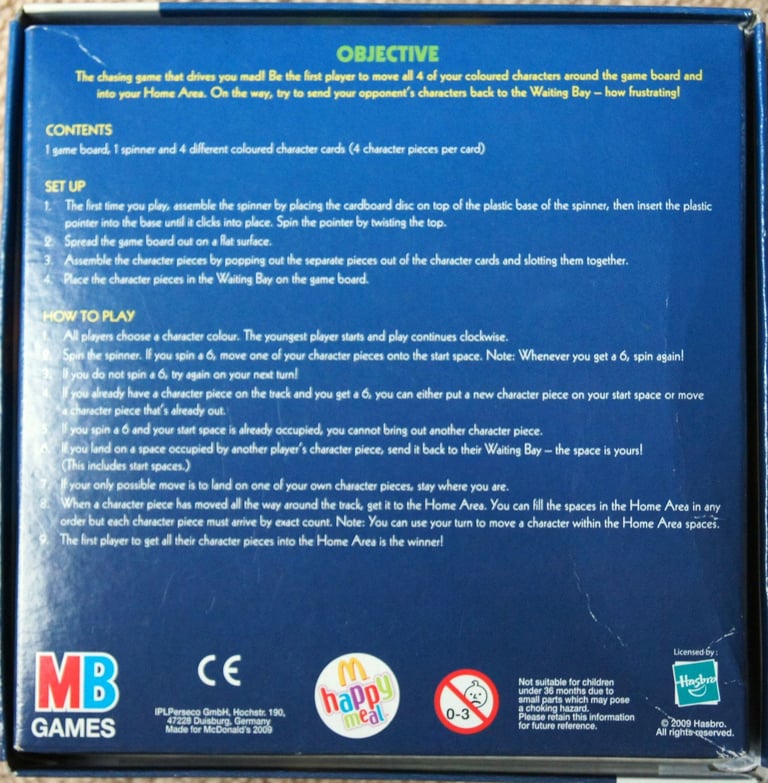 OBJECTIVE
The chasing game that drives you mad! Be the first player to move all 4 of your coloured characters around the game board and
into your Home Area. On the way, try to send your opponent's characters back to the Waiting Bay – how frustrating!
CONTENTS
1 game board, 1 spinner and 4 different coloured character cards (4 character pieces per card)
SET UP
1. The first time you play, assemble the spinner by placing the cardboard disc on top of the plastic base of the spinner, then insert the plastic
pointer into the base until it clicks into place. Spin the pointer by twisting the top.
2. Spread the game board out on a flat surface.
3. Assemble the character pieces by popping out the separate pieces out of the character cards and slotting them together.
4. Place the character pieces in the Waiting Bay on the game board.
HOW TO PLAY
1. All players choose a character colour. The youngest player starts and play continues clockwise.
2. Spin the spinner. If you spin a 6, move one of your character pieces onto the start space. Note: Whenever you get a 6, spin again!
3. If you do not spin a 6, try again on your next turn!
4. If you already have a character piece on the track and you get a 6, you can either put a new character piece on your start space or move
a character piece that's already out.
5. If you spin a 6 and your start space is already occupied, you cannot bring out another character piece.
6. If you land on a space occupied by another player's character piece, send it back to their Waiting Bay – the space is yours!
(This includes start spaces.)
7. If your only possible move is to land on one of your own character pieces, stay where you are.
8. When a character piece has moved all the way around the track, get it to the Home Area. You can fill the spaces in the Home Area in any
order but each character piece must arrive by exact count. Note: You can use your turn to move a character within the Home Area spaces.
9. The first player to get all their character pieces into the Home Area is the winner!
MB
GAMES
CE
IPLPerseco GmbH, Hochstr. 190,
47228 Duisburg, Germany
Made for McDonald's 2009
happy
meal
0-3
Not suitable for children
under 36 months due to
small parts which may pose
a choking hazard.
Please retain this information
for future reference.
Licensed by:
Hasbro
© 2009 Hasbro.
All rights reserved.